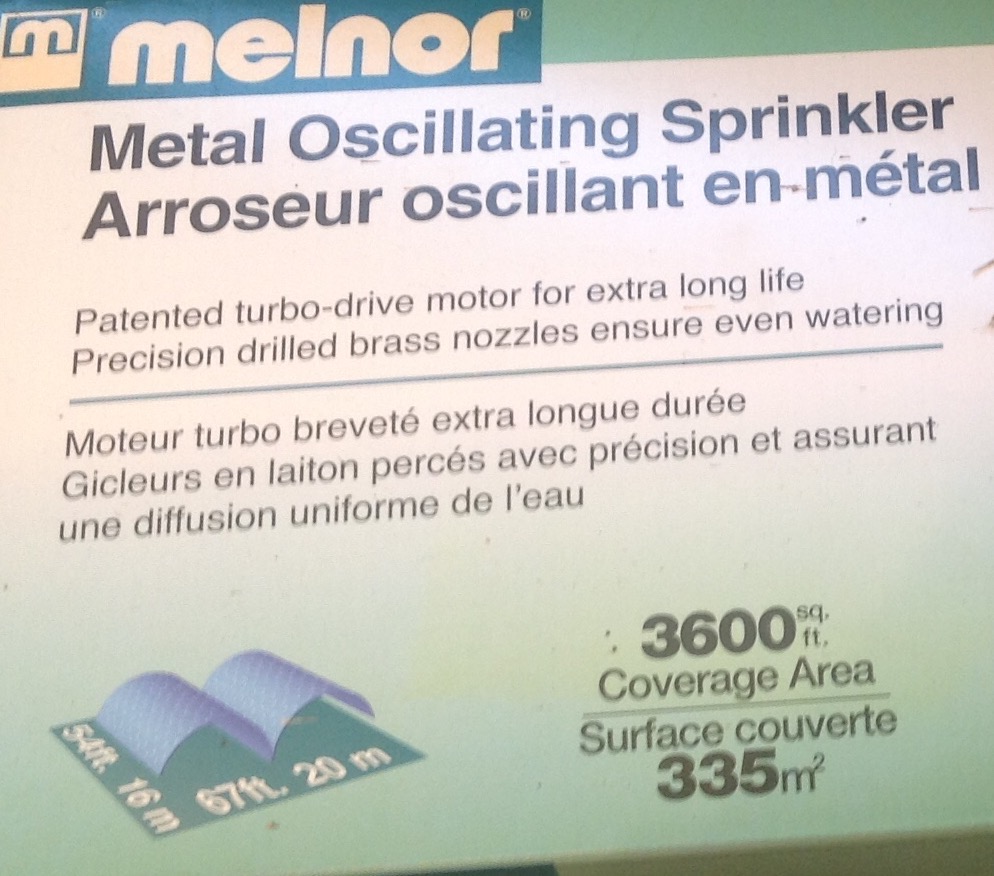 m® melnor®
Metal Oscillating Sprinkler
Arroseur oscillant en métal
Patented turbo-drive motor for extra long life
Precision drilled brass nozzles ensure even watering
Moteur turbo breveté extra longue durée
Gicleurs en laiton percés avec précision et assurant
une diffusion uniforme de l'eau
3600 sq. ft.
Coverage Area
Surface couverte
335m²
54ft. 16 m
67ft. 20 m